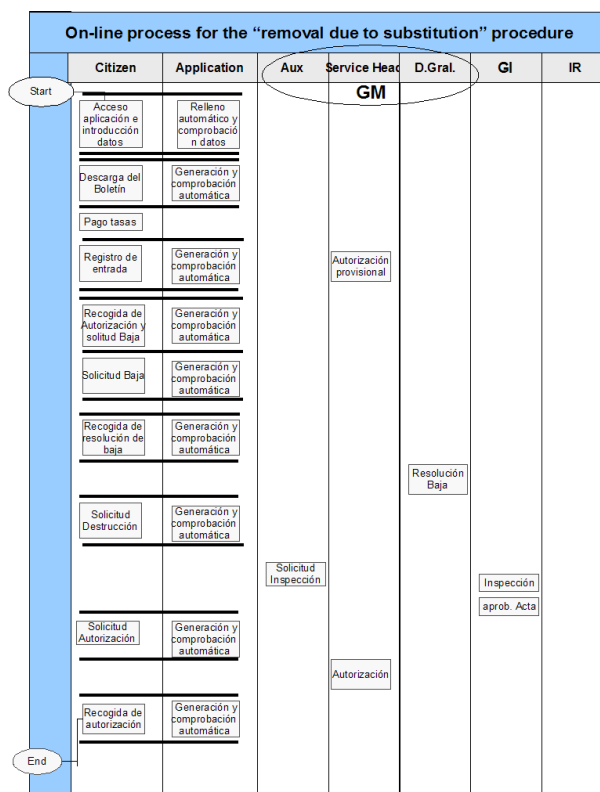 On-line process for the “removal due to substitution” procedure
Citizen
Application
Aux
Service Head
D.Gral.
GI
IR
GM
Start
Acceso
aplicación e
introducción
datos
Relleno
automático y
comprobació
n datos
Descarga del
Boletín
Generación y
comprobación
automática
Pago tasas
Registro de
entrada
Generación y
comprobación
automática
Autorización
provisional
Recogida de
Autorización y
solitud Baja
Generación y
comprobación
automática
Solicitud Baja
Generación y
comprobación
automática
Recogida de
resolución de
baja
Generación y
comprobación
automática
Resolución
Baja
Solicitud
Destrucción
Generación y
comprobación
automática
Solicitud
Inspección
Inspección
aprob. Acta
Solicitud
Autorización
Generación y
comprobación
automática
Autorización
Recogida de
autorización
Generación y
comprobación
automática
End